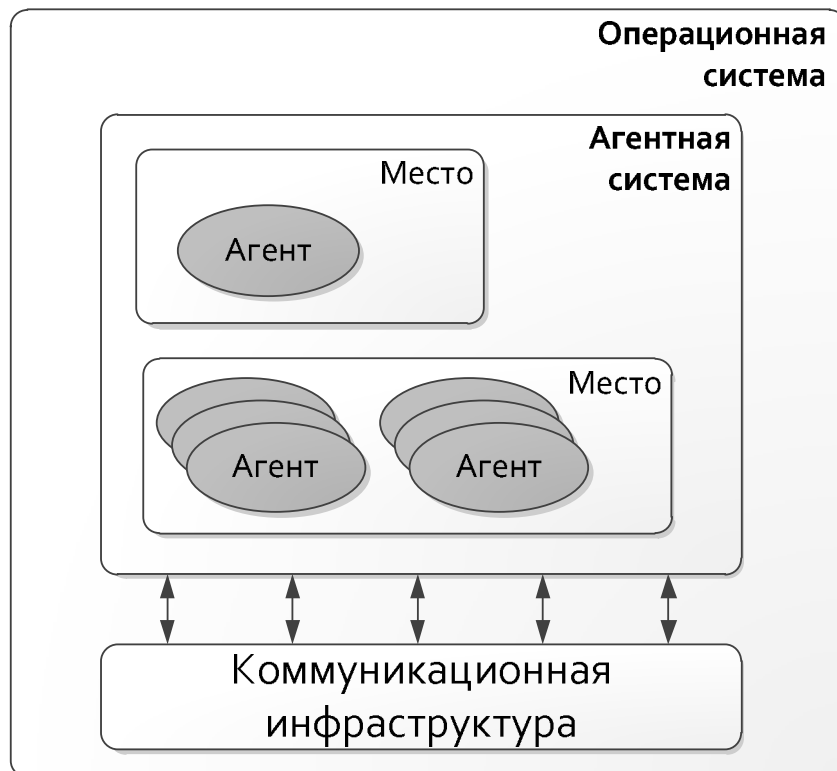 Операционная
система
Агентная
система
Место
Агент
Место
Агент
Агент
Коммуникационная
инфраструктура